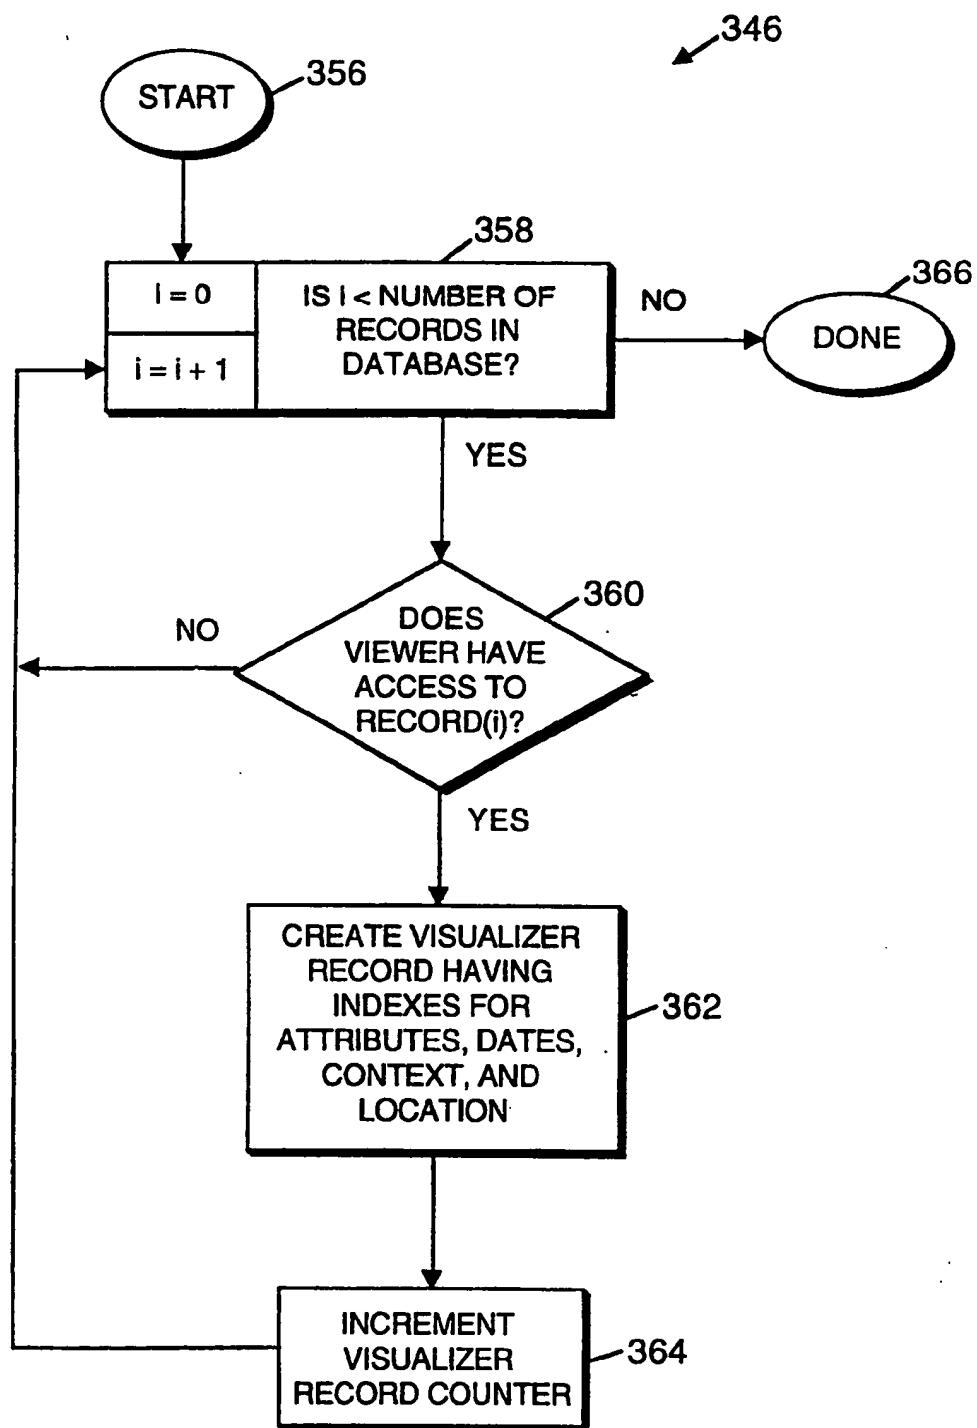 346
START
356
358
i = 0
IS i < NUMBER OF
RECORDS IN
DATABASE?
i = i + 1
NO
366
DONE
YES
360
DOES
VIEWER HAVE
ACCESS TO
RECORD(i)?
NO
YES
CREATE VISUALIZER
RECORD HAVING
INDEXES FOR
ATTRIBUTES, DATES,
CONTEXT, AND
LOCATION
362
INCREMENT
VISUALIZER
RECORD COUNTER
364